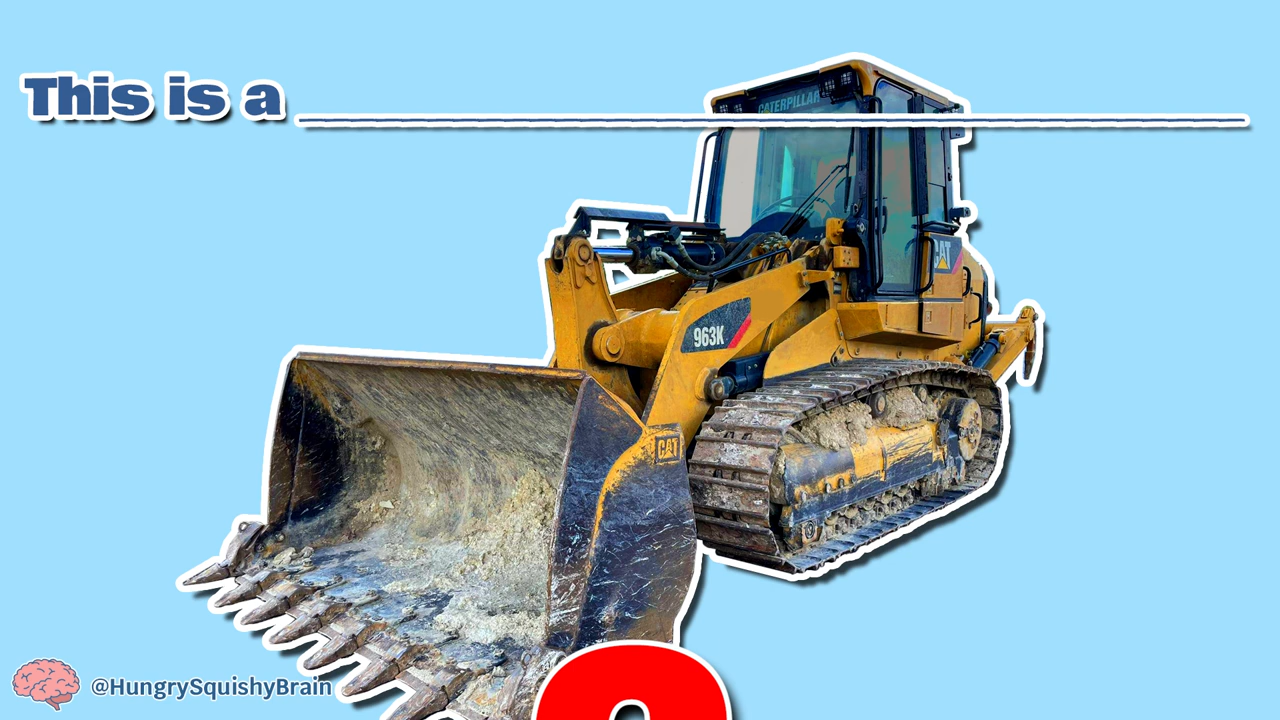 This is a
CATERPILLAR
CAT
963K
CAT
@HungrySquishyBrain